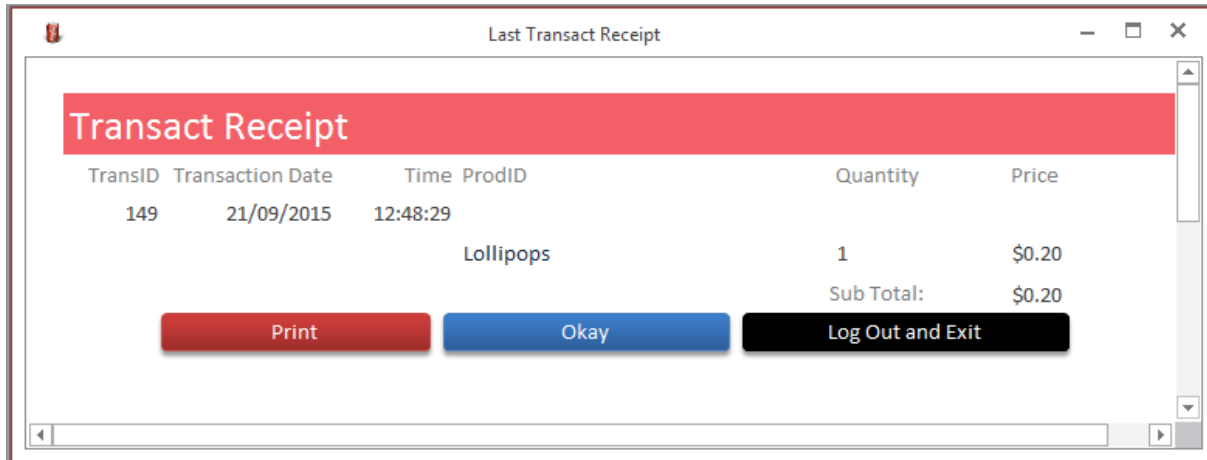 Last Transact Receipt
Transact Receipt
TransID Transaction Date Time ProdID Quantity Price
149 21/09/2015 12:48:29
Lollipops 1 $0.20
Sub Total: $0.20
Print Okay Log Out and Exit